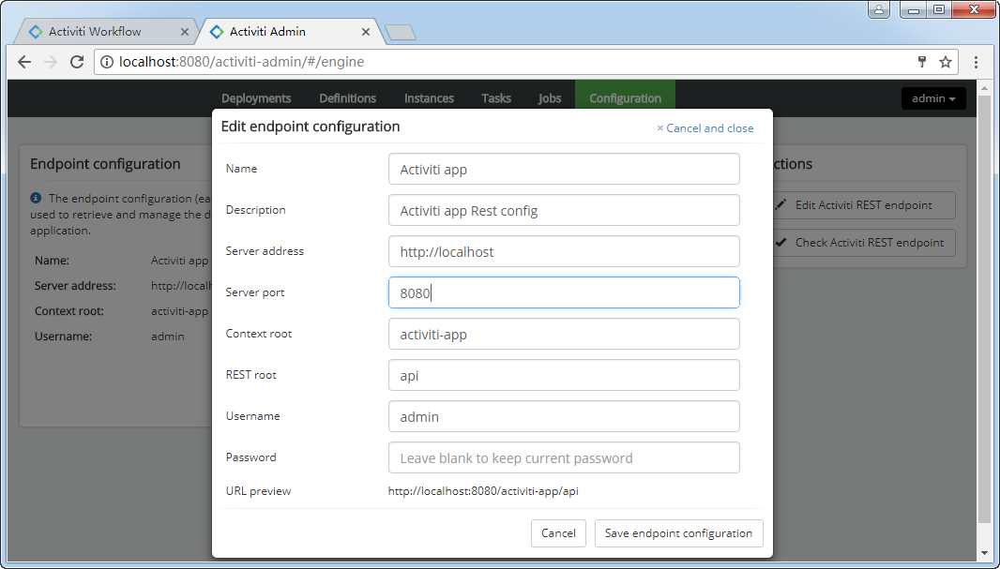 Activiti Workflow
Activiti Admin
localhost:8080/activiti-admin/#/engine
Deployments Definitions Instances Tasks Jobs Configuration admin
Edit endpoint configuration
× Cancel and close
Name Activiti app
Description Activiti app Rest config
Server address http://localhost
Server port 8080
Context root activiti-app
REST root api
Username admin
Password Leave blank to keep current password
URL preview http://localhost:8080/activiti-app/api
Cancel Save endpoint configuration
Endpoint configuration
The endpoint configuration (ea
used to retrieve and manage the d
application.
Name: Activiti app
Server address: http://local
Context root: activiti-app
Username: admin
ctions
Edit Activiti REST endpoint
Check Activiti REST endpoint